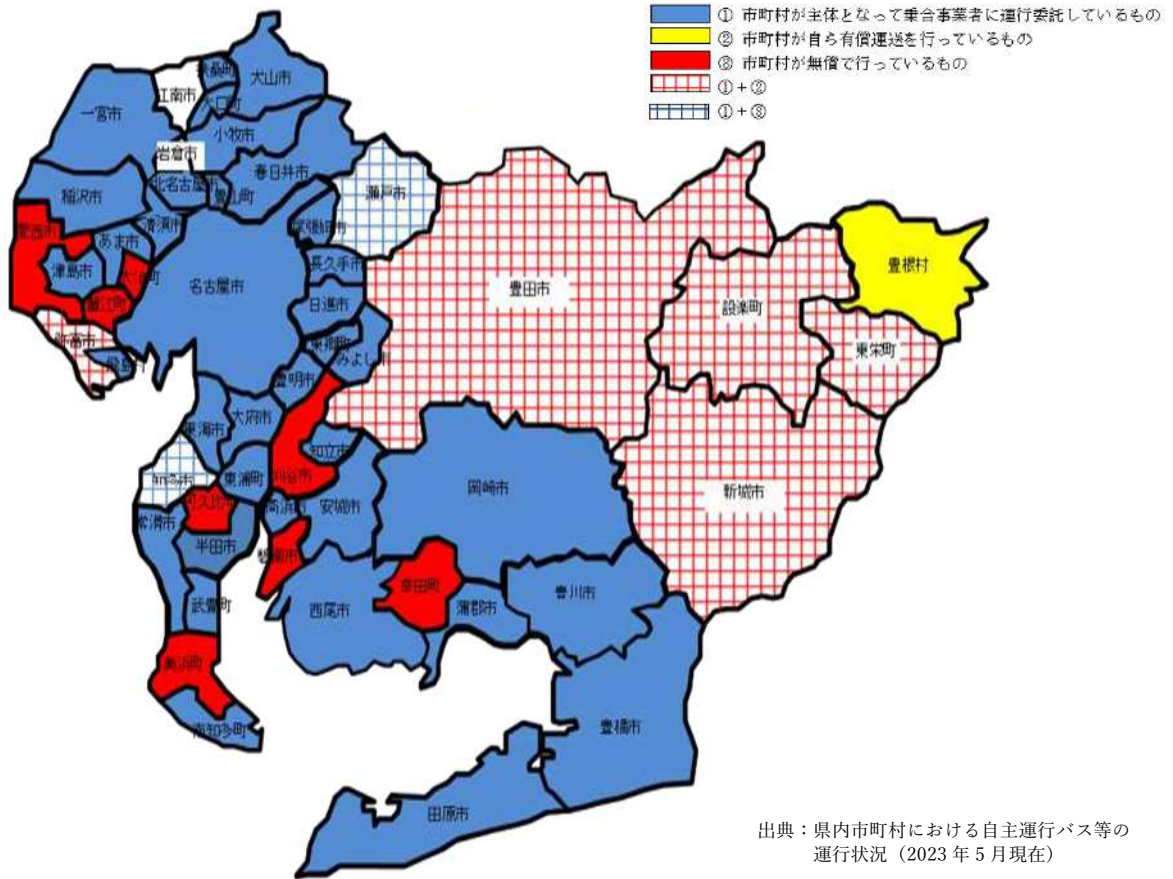 ① 市町村が主体となって乗合事業者に運行委託しているもの
② 市町村が自ら有償運送を行っているもの
③ 市町村が無償で行っているもの
①+②
①+③
扶桑町
犬山市
江南市
大口町
一宮市
小牧市
岩倉市
春日井市
北名古屋市
豊山町
稲沢市
瀬戸市
清須市
尾張旭市
愛西市
あま市
津島市
大治町
長久手市
名古屋市
豊田市
豊根村
蟹江町
日進市
設楽町
弥富市
東郷町
みよし市
東栄町
飛島村
豊明市
大府市
東海市
知立市
知多市
東浦町
刈谷市
岡崎市
新城市
阿久比町
高浜市
安城市
常滑市
半田市
碧南市
幸田町
豊川市
武豊町
西尾市
蒲郡市
美浜町
南知多町
豊橋市
田原市
出典：県内市町村における自主運行バス等の
運行状況（2023 年 5 月現在）